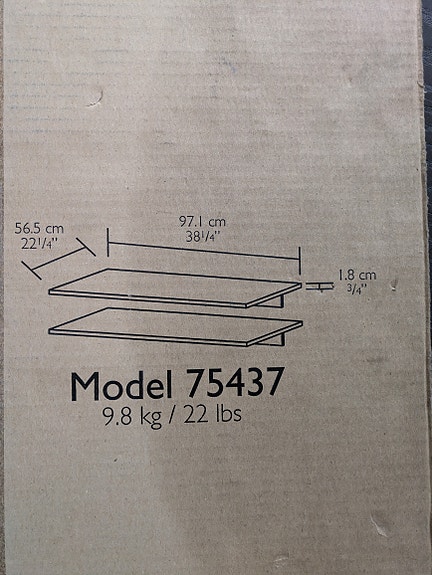 56.5 cm
22 1/4"
97.1 cm
38 1/4"
1.8 cm
3/4"
Model 75437
9.8 kg / 22 lbs